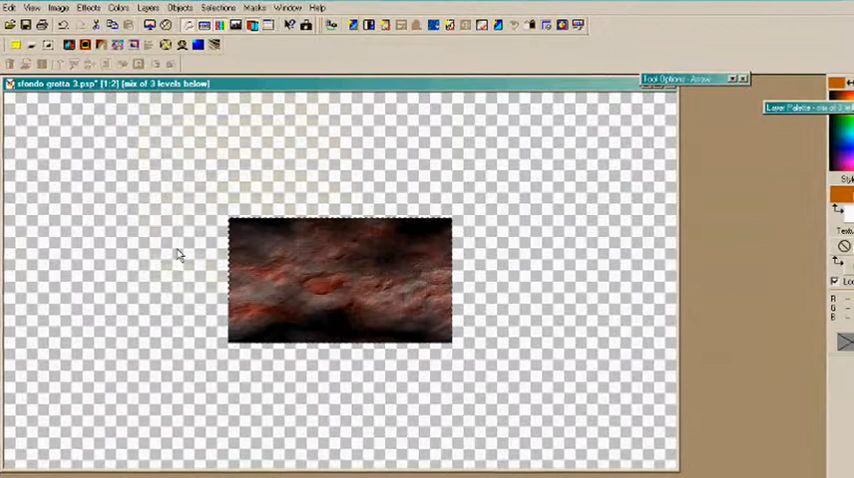 Edit View Image Effects Colors Layers Objects Selections Masks Window Help
Tool Options - Arrow
sfondo grotta 3.psp* [1:2] (mix of 3 levels below)
Layer Palette - mix of 3
Textur
R
G
B